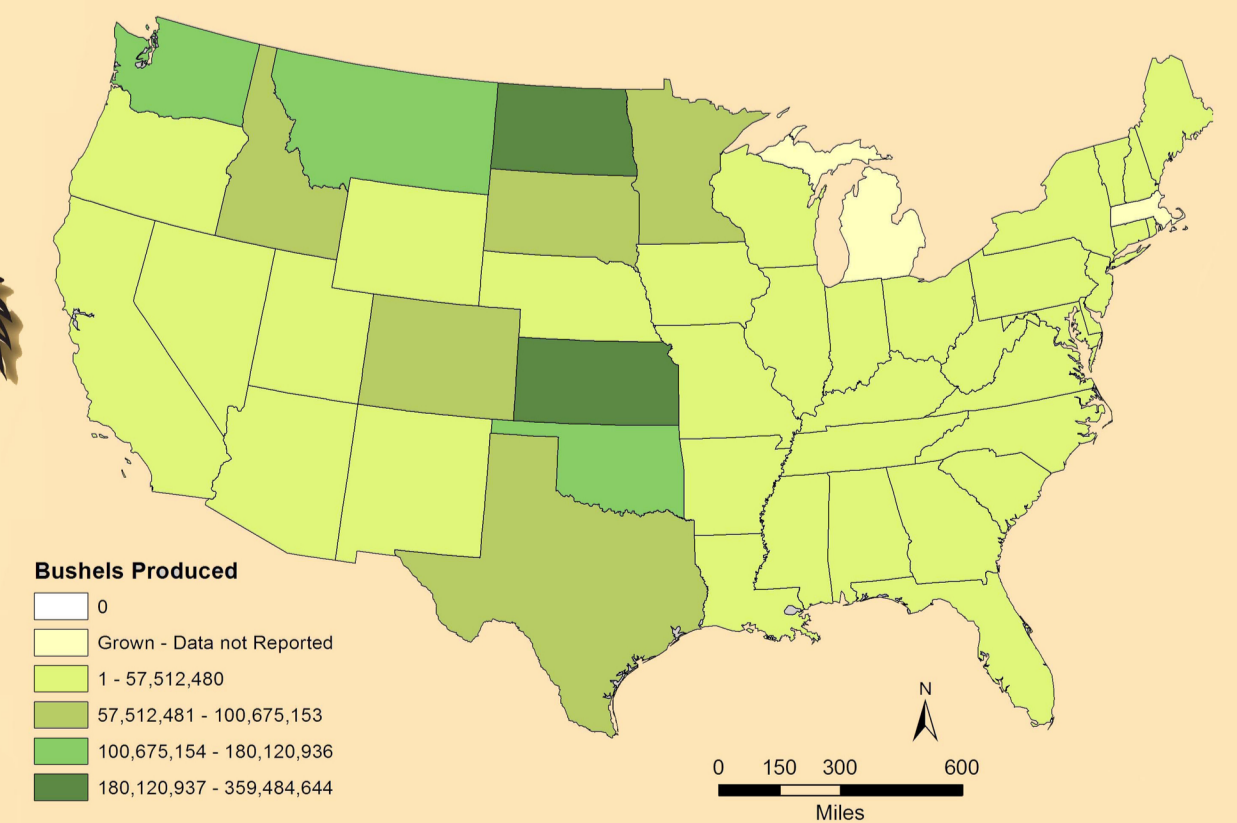 Bushels Produced
0
Grown - Data not Reported
1 - 57,512,480
57,512,481 - 100,675,153
100,675,154 - 180,120,936
180,120,937 - 359,484,644
N
0 150 300 600
Miles